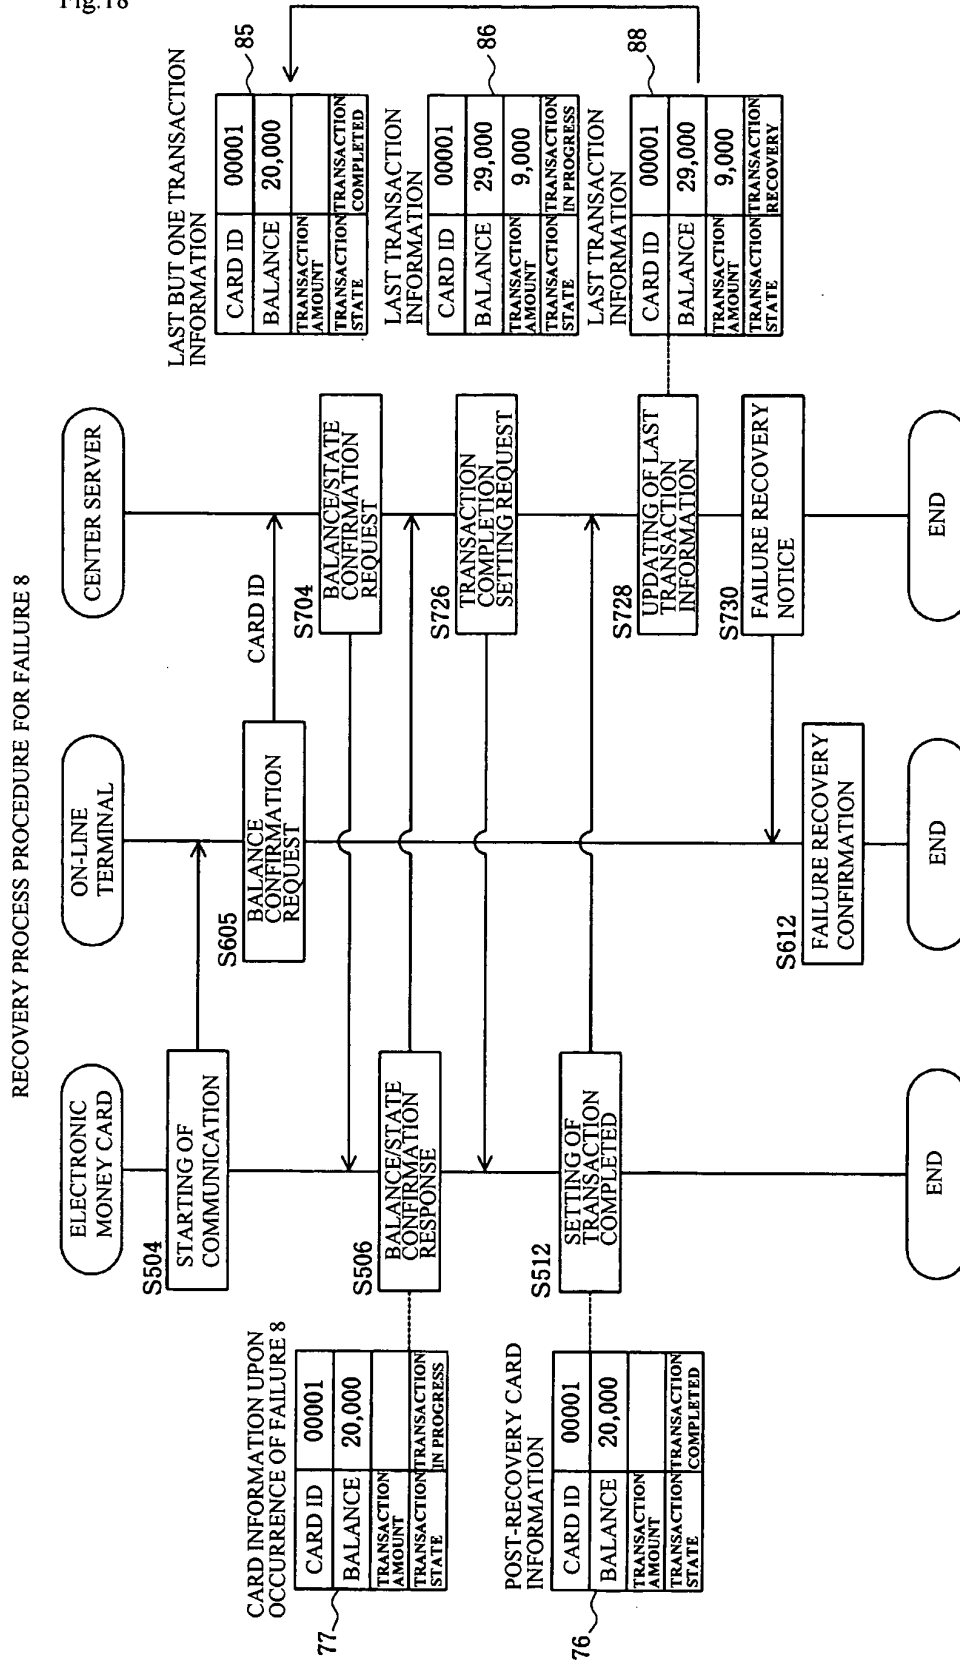 Fig.18
RECOVERY PROCESS PROCEDURE FOR FAILURE 8
ELECTRONIC
MONEY CARD
ON-LINE
TERMINAL
CENTER SERVER
S504
STARTING OF
COMMUNICATION
S605
BALANCE
CONFIRMATION
REQUEST
CARD ID
S704
BALANCE/STATE
CONFIRMATION
REQUEST
S506
BALANCE/STATE
CONFIRMATION
RESPONSE
S726
TRANSACTION
COMPLETION
SETTING REQUEST
S512
SETTING OF
TRANSACTION
COMPLETED
S728
UPDATING OF LAST
TRANSACTION
INFORMATION
S730
FAILURE RECOVERY
NOTICE
S612
FAILURE RECOVERY
CONFIRMATION
END
END
END
CARD INFORMATION UPON
OCCURRENCE OF FAILURE 8
CARD ID 00001
BALANCE 20,000
TRANSACTION
AMOUNT
TRANSACTION
STATE
TRANSACTION
IN PROGRESS
77
POST-RECOVERY CARD
INFORMATION
CARD ID 00001
BALANCE 20,000
TRANSACTION
AMOUNT
TRANSACTION
STATE
TRANSACTION
COMPLETED
76
LAST BUT ONE TRANSACTION
INFORMATION
CARD ID 00001
BALANCE 20,000
TRANSACTION
AMOUNT
TRANSACTION
STATE
TRANSACTION
COMPLETED
85
LAST TRANSACTION
INFORMATION
CARD ID 00001
BALANCE 29,000
TRANSACTION
AMOUNT
9,000
TRANSACTION
STATE
TRANSACTION
IN PROGRESS
86
LAST TRANSACTION
INFORMATION
CARD ID 00001
BALANCE 29,000
TRANSACTION
AMOUNT
9,000
TRANSACTION
STATE
TRANSACTION
RECOVERY
88